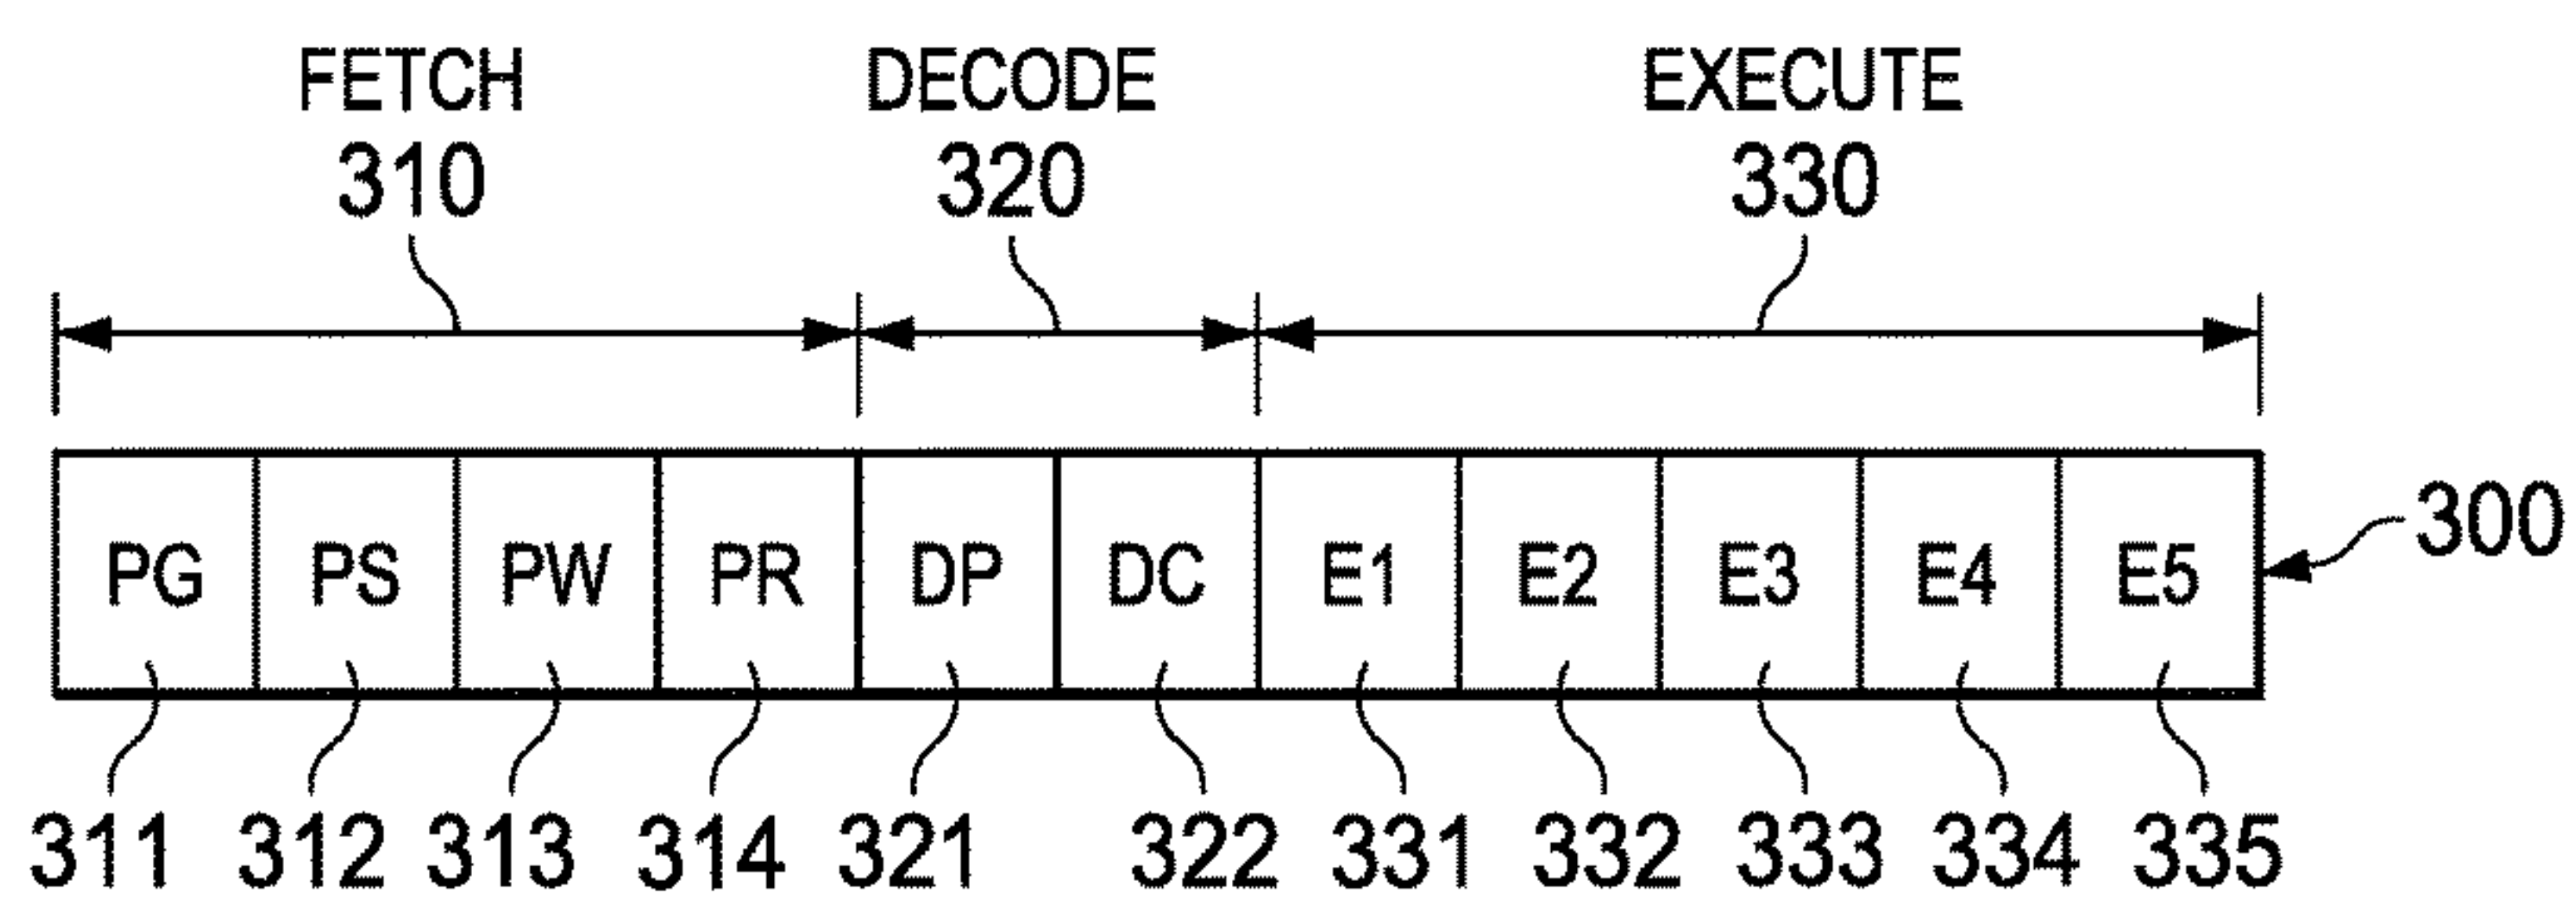 FETCH DECODE EXECUTE
310 320 330
PG PS PW PR DP DC E1 E2 E3 E4 E5 300
311 312 313 314 321 322 331 332 333 334 335